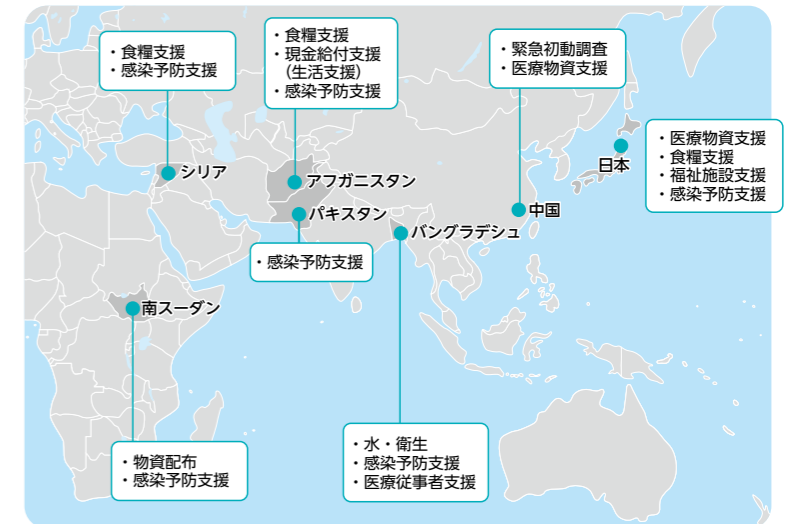 ・食糧支援
・感染予防支援
・食糧支援
・現金給付支援
（生活支援）
・感染予防支援
・緊急初動調査
・医療物資支援
・医療物資支援
・食糧支援
・福祉施設支援
・感染予防支援
日本
シリア
アフガニスタン
パキスタン
中国
バングラデシュ
・感染予防支援
南スーダン
・物資配布
・感染予防支援
・水・衛生
・感染予防支援
・医療従事者支援